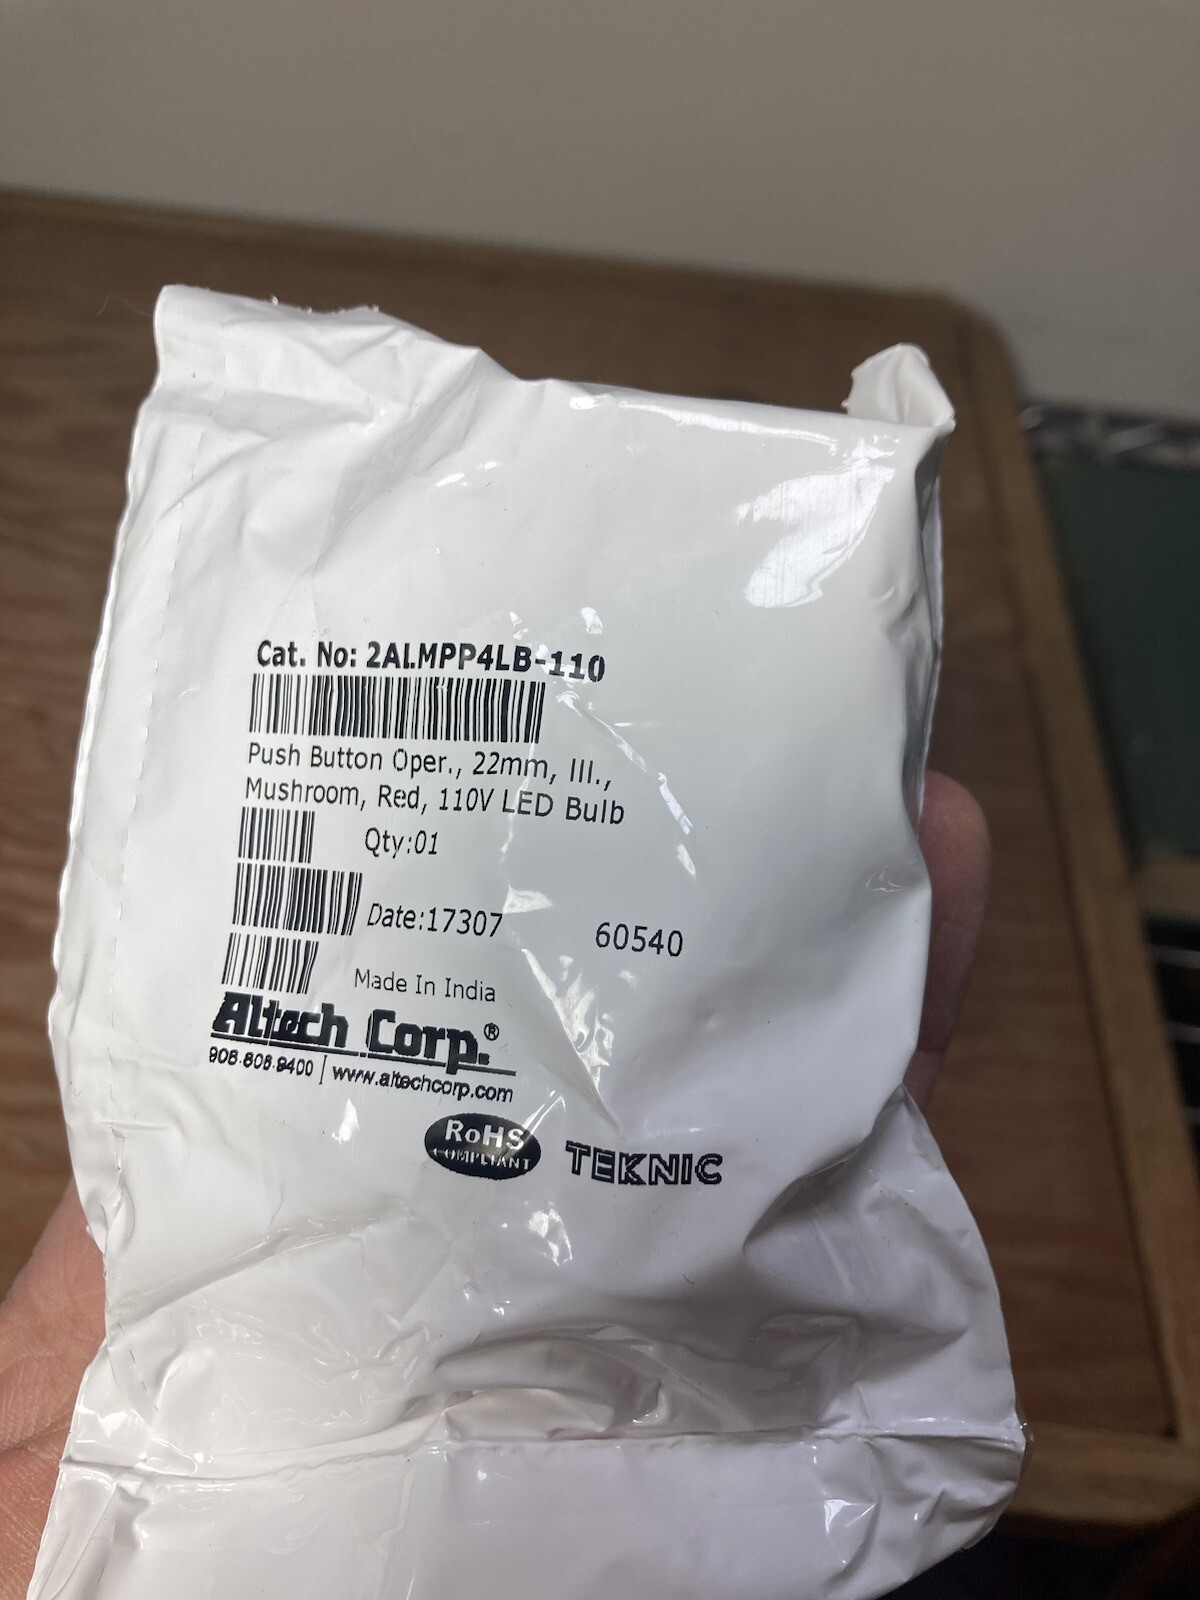 Cat. No: 2ALMPP4LB-110
Push Button Oper., 22mm, Ill.,
Mushroom, Red, 110V LED Bulb
Qty:01
Date:17307 60540
Made In India
Altech Corp.®
908.806.9400 | www.altechcorp.com
RoHS
COMPLIANT
TEKNIC